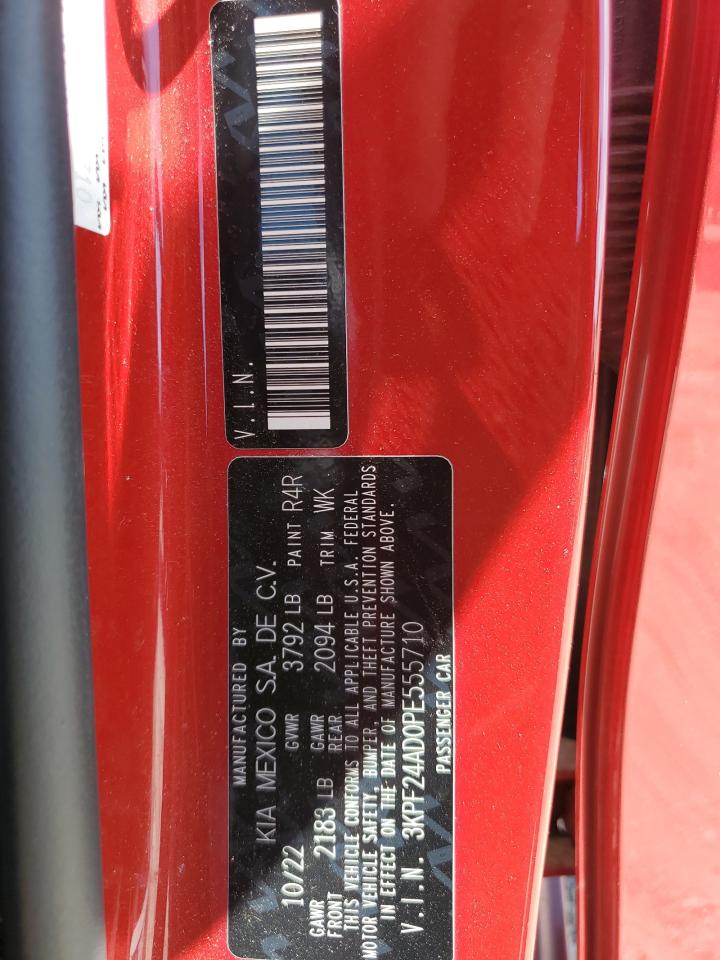 MANUFACTURED BY
KIA MEXICO S.A. DE C.V.
10/22 GVWR 3792 LB PAINT R4R
GAWR FRONT 2183 LB GAWR REAR 2094 LB TRIM WK
THIS VEHICLE CONFORMS TO ALL APPLICABLE U.S.A. FEDERAL
MOTOR VEHICLE SAFETY, BUMPER, AND THEFT PREVENTION STANDARDS
IN EFFECT ON THE DATE OF MANUFACTURE SHOWN ABOVE.
V.I.N. 3KPF24AD0PE555710
PASSENGER CAR
V.I.N.